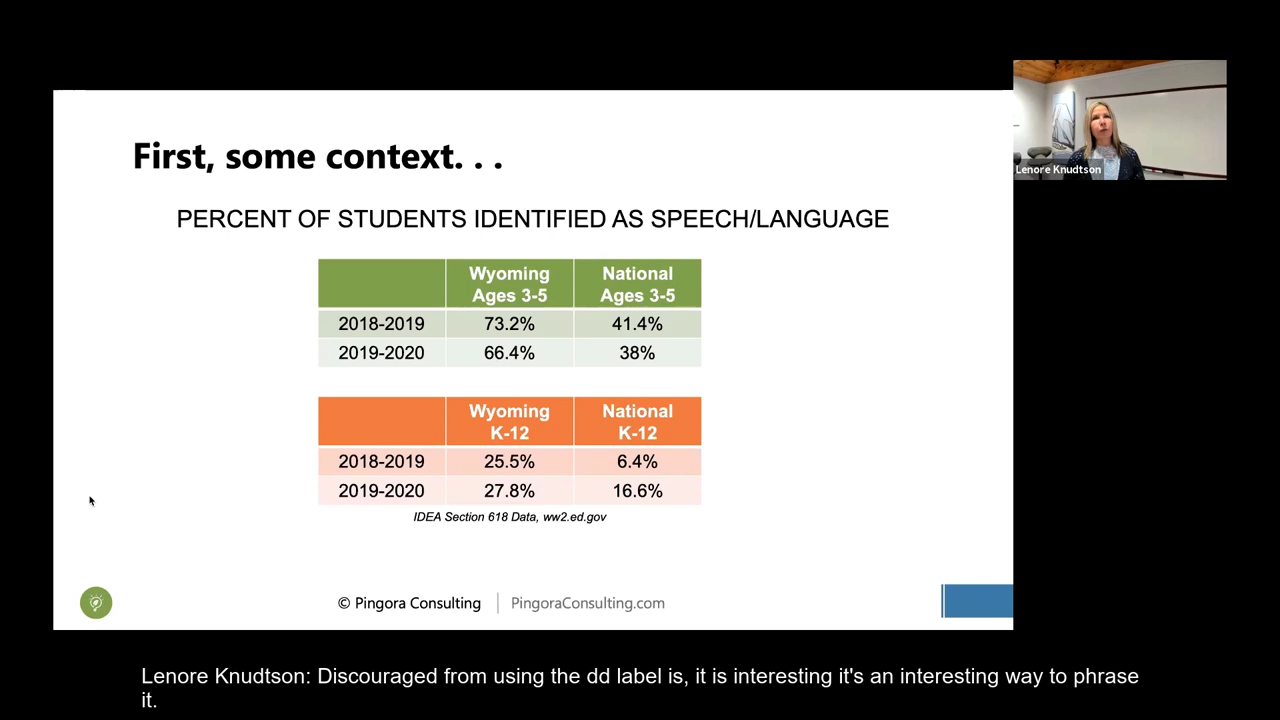 First, some context. . .
PERCENT OF STUDENTS IDENTIFIED AS SPEECH/LANGUAGE
Wyoming National
Ages 3-5 Ages 3-5
2018-2019 73.2% 41.4%
2019-2020 66.4% 38%
Wyoming National
K-12 K-12
2018-2019 25.5% 6.4%
2019-2020 27.8% 16.6%
IDEA Section 618 Data, ww2.ed.gov
© Pingora Consulting PingoraConsulting.com
Lenore Knudtson
Lenore Knudtson: Discouraged from using the dd label is, it is interesting it's an interesting way to phrase
it.